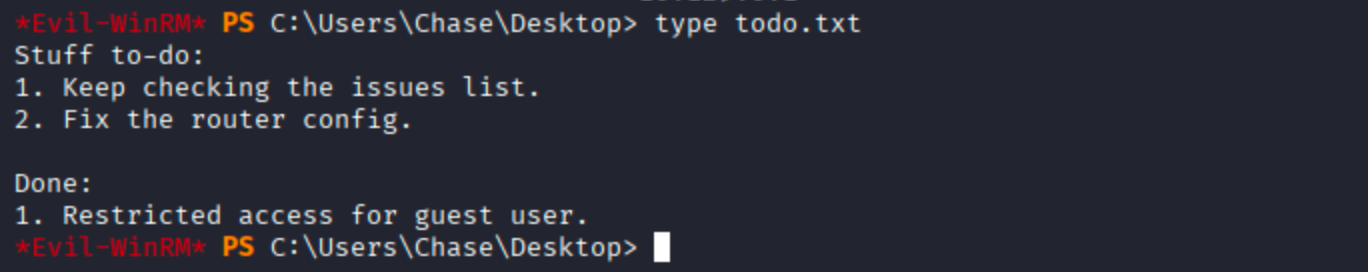 *Evil-WinRM* PS C:\Users\Chase\Desktop> type todo.txt
Stuff to-do:
1. Keep checking the issues list.
2. Fix the router config.
Done:
1. Restricted access for guest user.
*Evil-WinRM* PS C:\Users\Chase\Desktop>